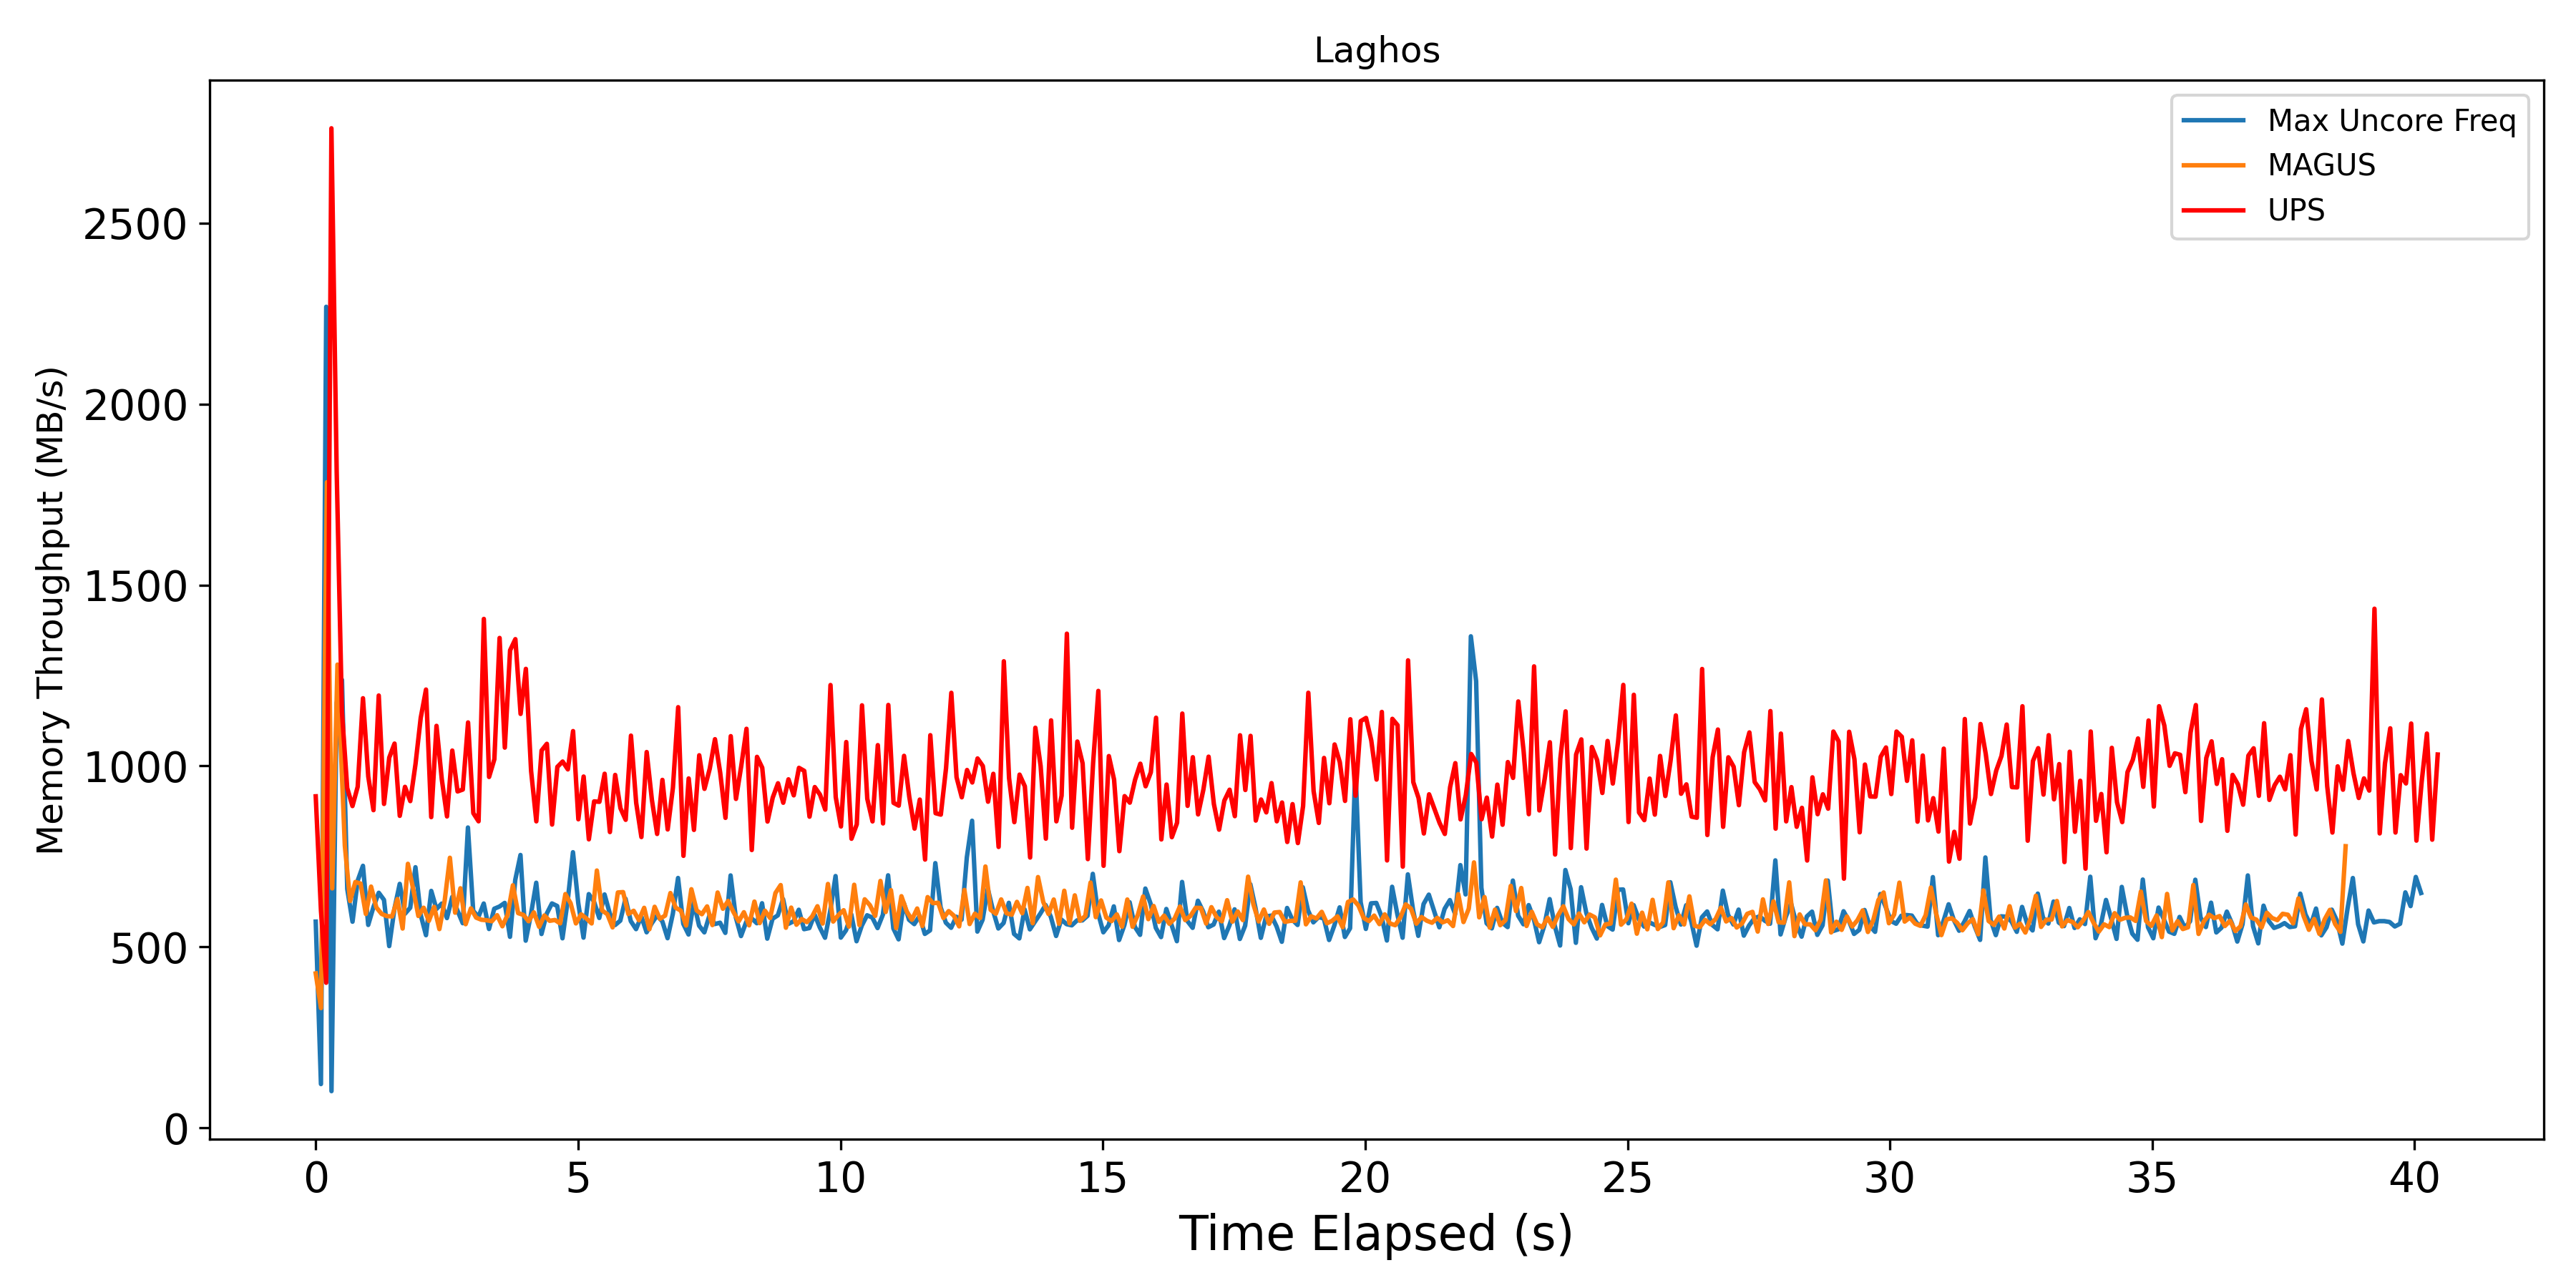 Laghos
Max Uncore Freq
MAGUS
UPS
Memory Throughput (MB/s)
2500
2000
1500
1000
500
0
0 5 10 15 20 25 30 35 40
Time Elapsed (s)